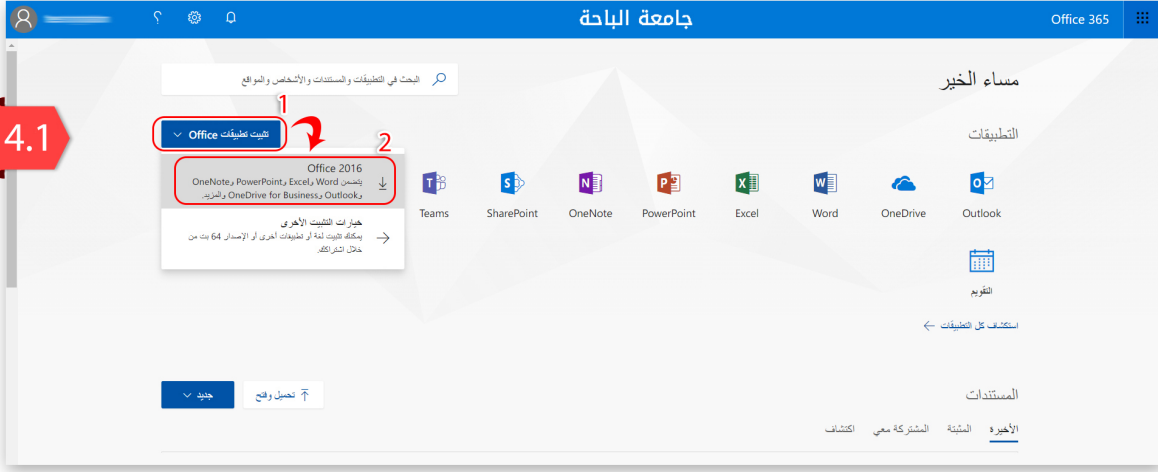 Office 365
جامعة الباحة
؟
مساء الخير
البحث في التطبيقات والمستندات والأشخاص والمواقع
4.1
1
التطبيقات
تثبيت تطبيقات Office
2
Office 2016
يتضمن Word وExcel وPowerPoint وOneNote
وOutlook وOneDrive for Business والمزيد.
خيارات التثبيت الأخرى
يمكنك تثبيت لغة أو تطبيقات أخرى أو الإصدار 64 بت من
خلال اشتراكك.
Outlook
OneDrive
Word
Excel
PowerPoint
OneNote
SharePoint
Teams
التقويم
استكشاف كل التطبيقات
المستندات
تحميل وفتح
جديد
الأخيرة المثبتة المشتركة معي اكتشاف